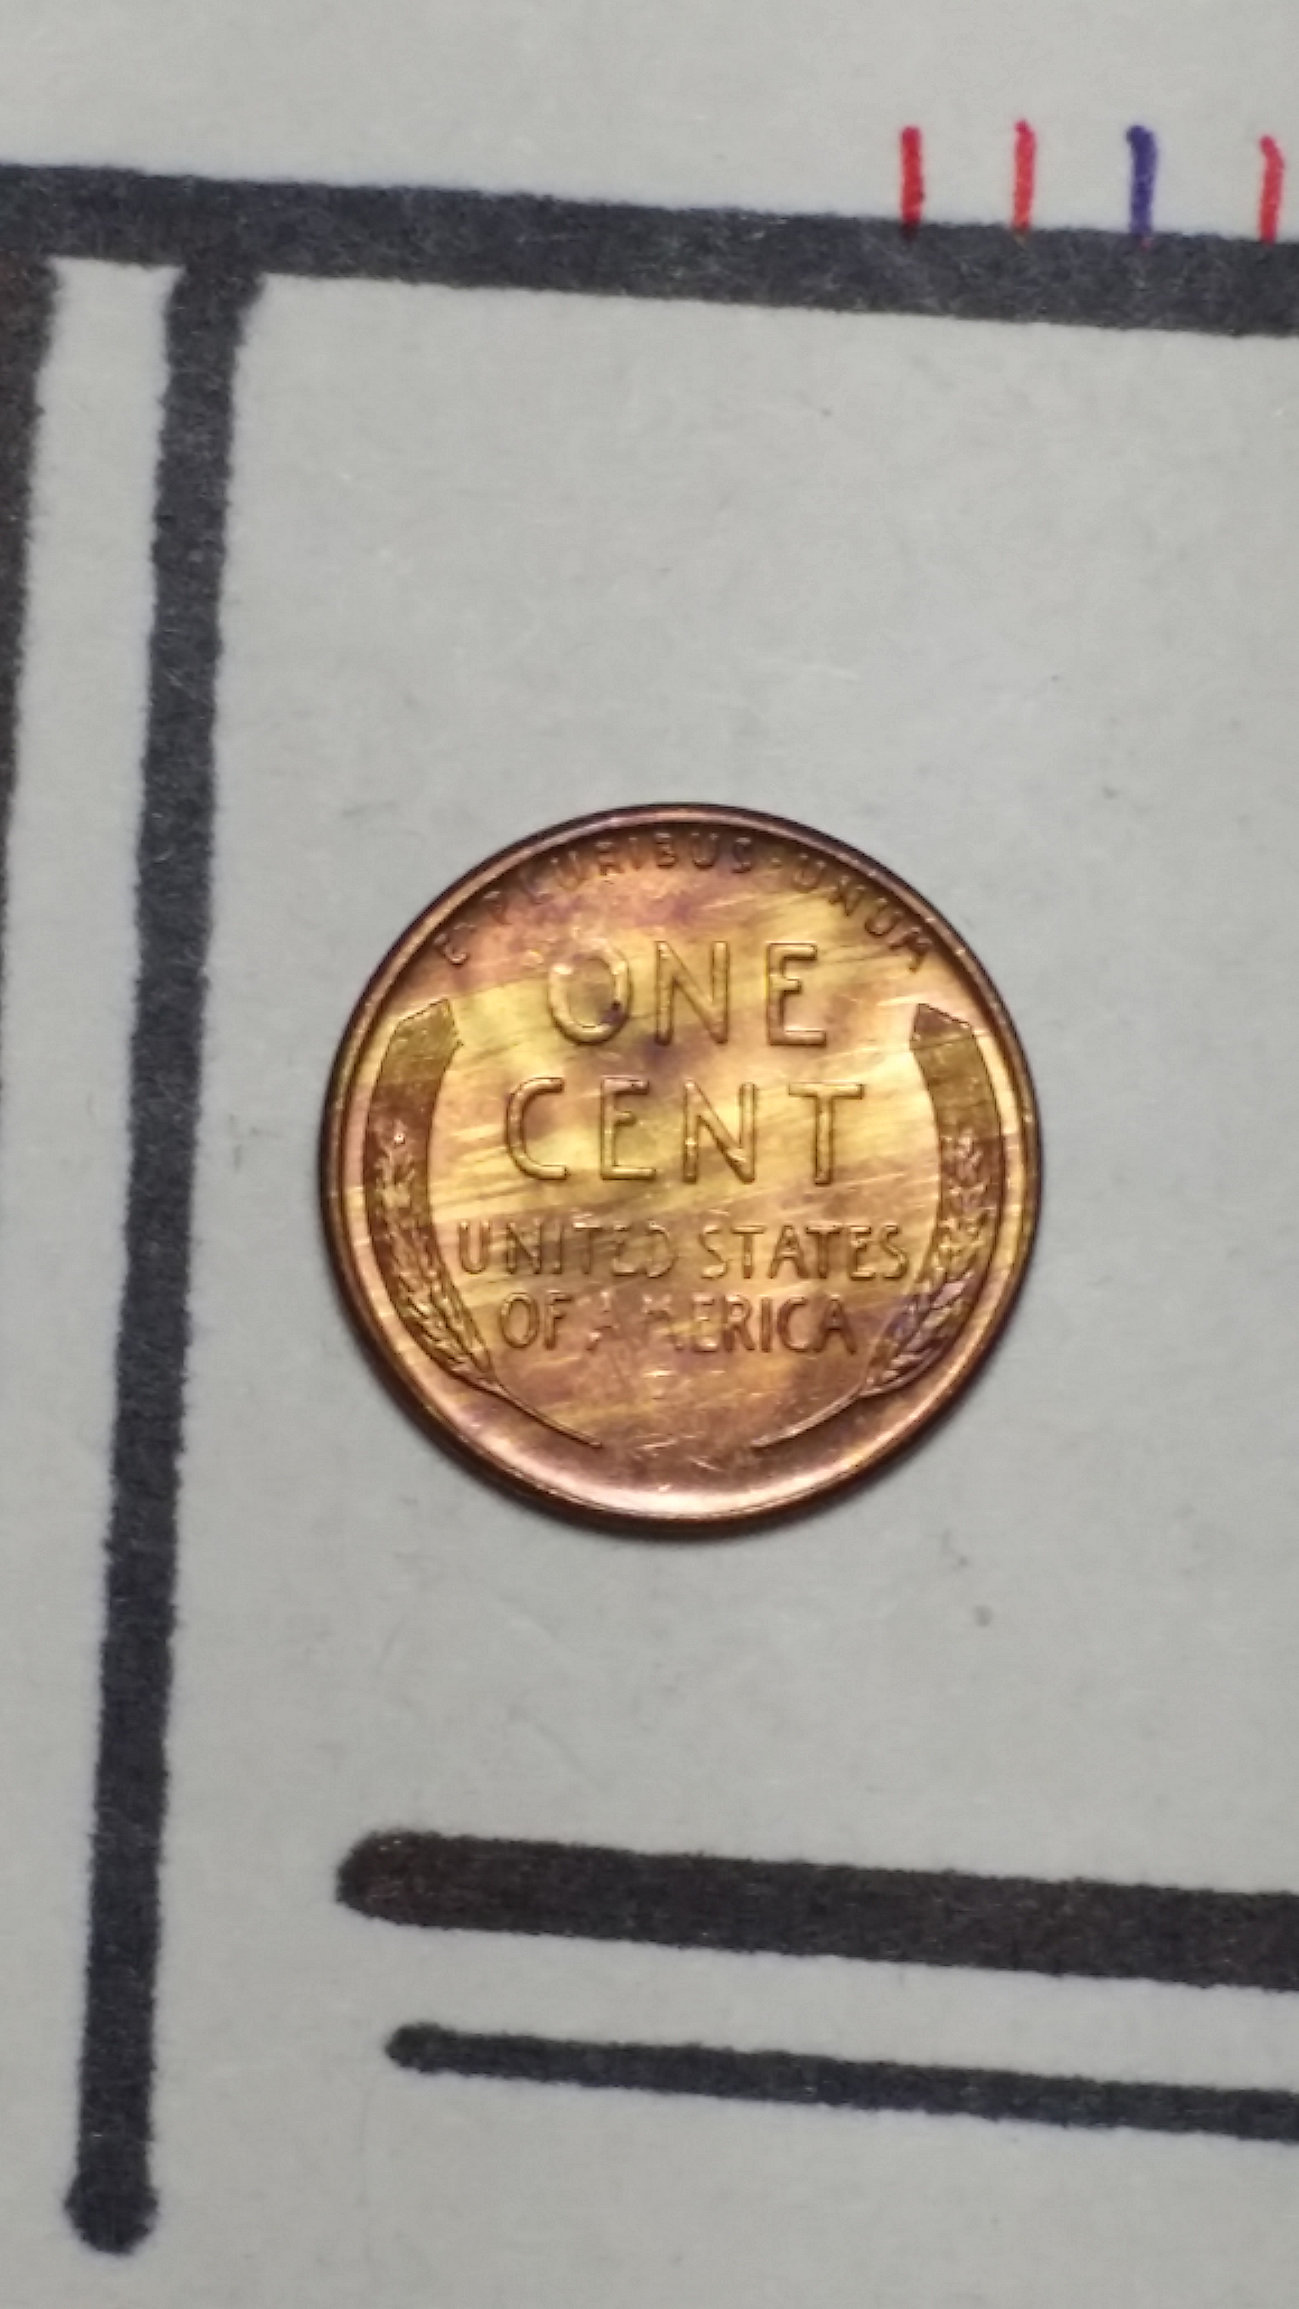 E·PLURIBUS·UNUM
ONE
CENT
UNITED STATES
OF AMERICA